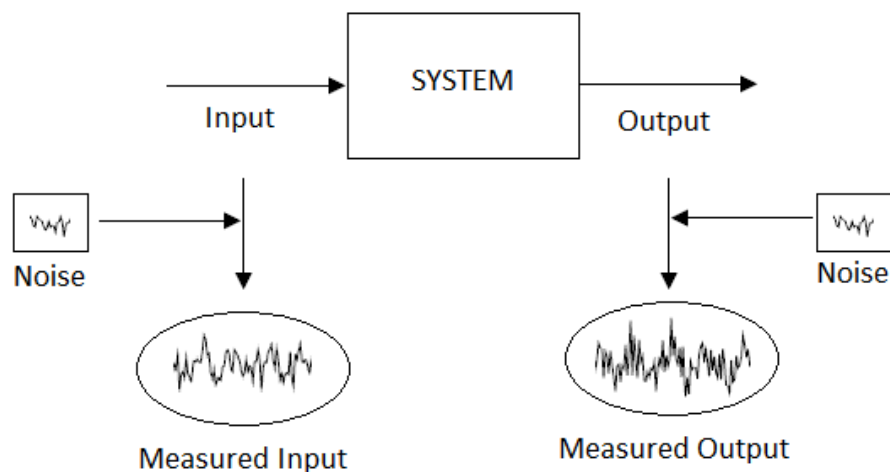 SYSTEM
Input
Output
Noise
Noise
Measured Input
Measured Output